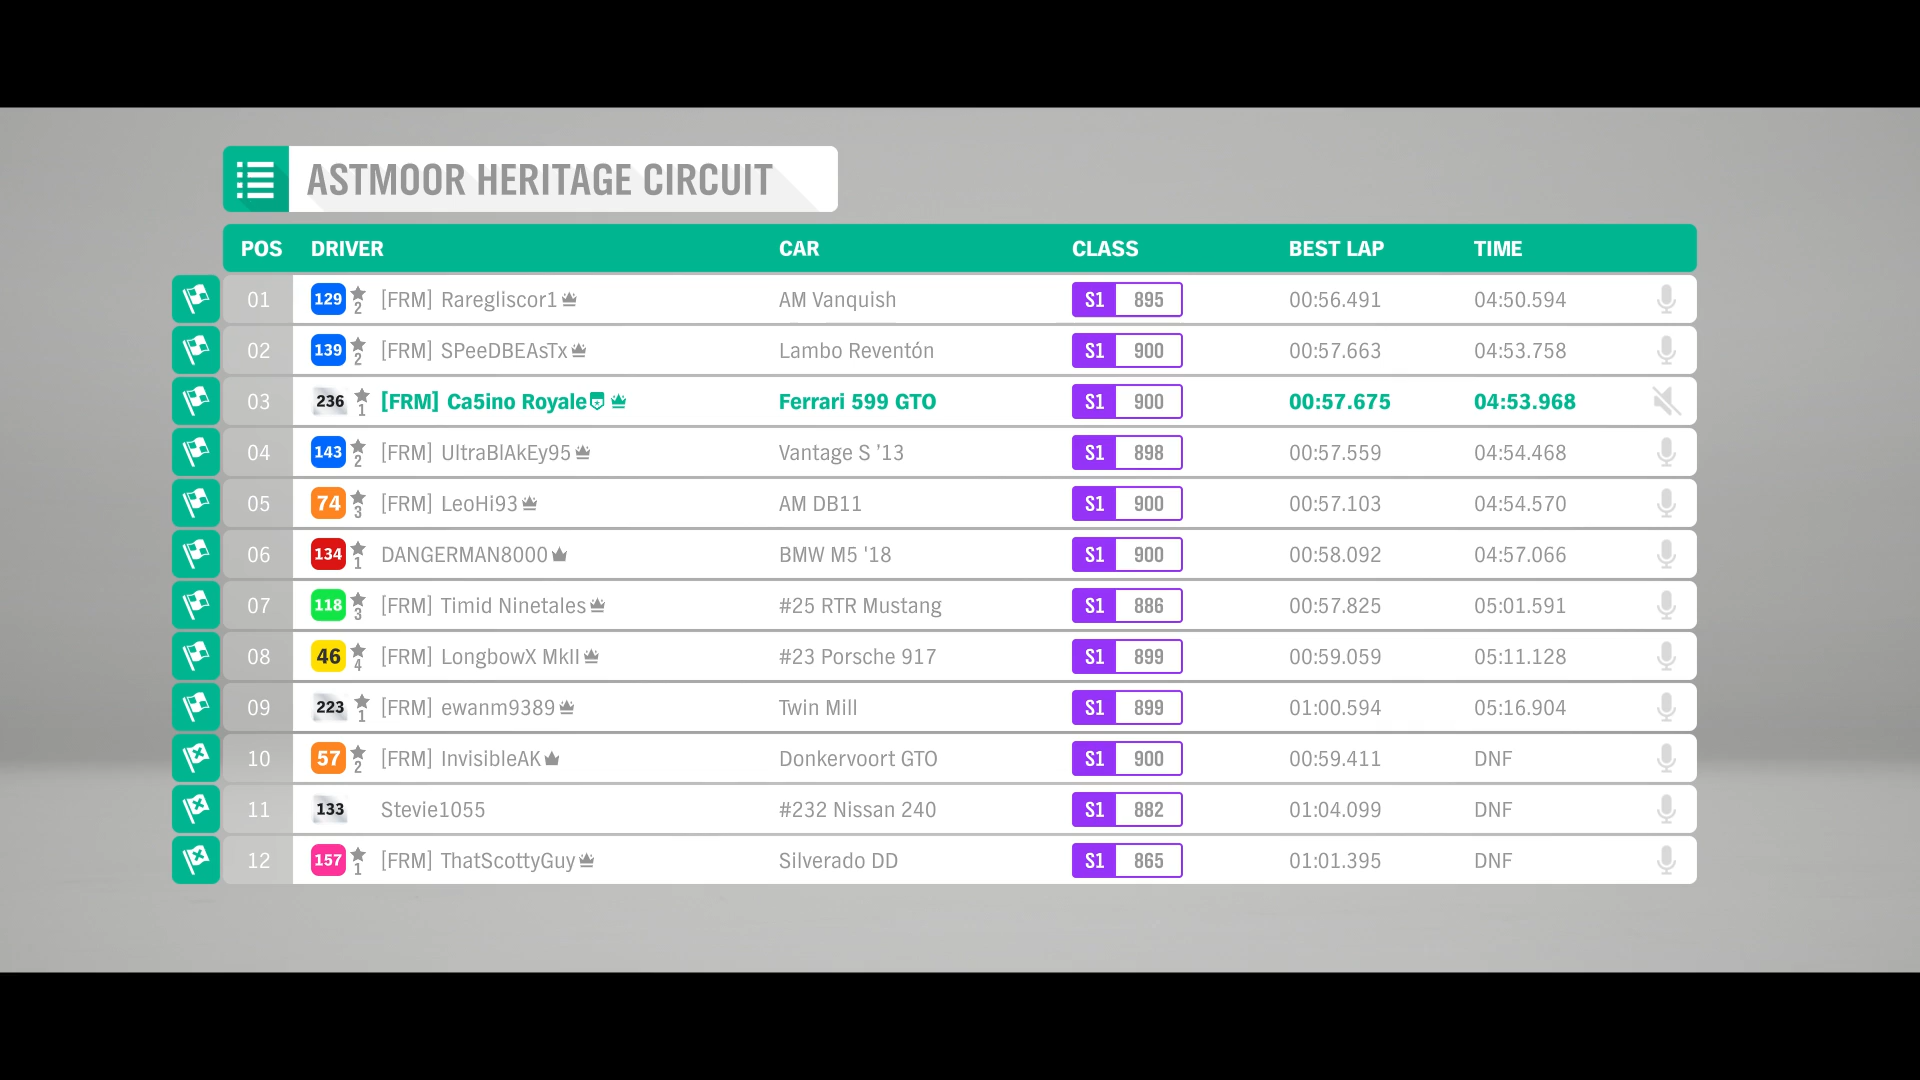 ASTMOOR HERITAGE CIRCUIT
POS DRIVER CAR CLASS BEST LAP TIME
01 129 2 [FRM] Raregliscor1 AM Vanquish S1 895 00:56.491 04:50.594
02 139 2 [FRM] SPeeDBEAsTx Lambo Reventón S1 900 00:57.663 04:53.758
03 236 1 [FRM] Ca5ino Royale Ferrari 599 GTO S1 900 00:57.675 04:53.968
04 143 2 [FRM] UltraBlAkEy95 Vantage S ’13 S1 898 00:57.559 04:54.468
05 74 3 [FRM] LeoHi93 AM DB11 S1 900 00:57.103 04:54.570
06 134 1 DANGERMAN8000 BMW M5 '18 S1 900 00:58.092 04:57.066
07 118 3 [FRM] Timid Ninetales #25 RTR Mustang S1 886 00:57.825 05:01.591
08 46 4 [FRM] LongbowX MkII #23 Porsche 917 S1 899 00:59.059 05:11.128
09 223 1 [FRM] ewanm9389 Twin Mill S1 899 01:00.594 05:16.904
10 57 2 [FRM] InvisibleAK Donkervoort GTO S1 900 00:59.411 DNF
11 133 Stevie1055 #232 Nissan 240 S1 882 01:04.099 DNF
12 157 1 [FRM] ThatScottyGuy Silverado DD S1 865 01:01.395 DNF